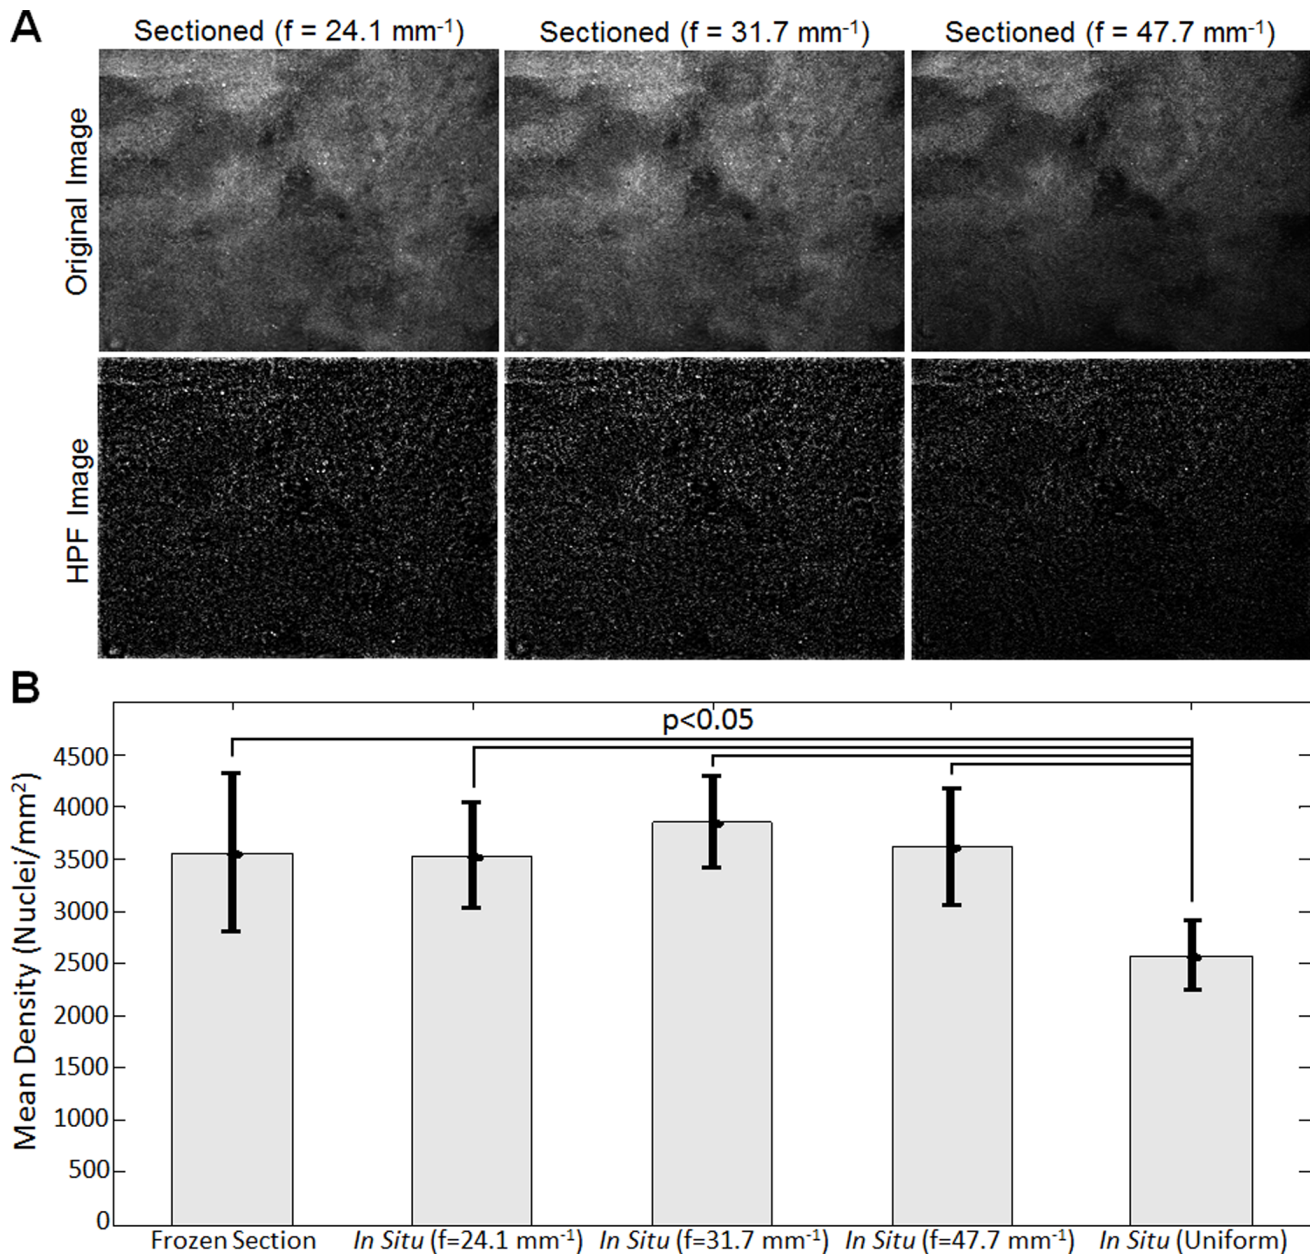 A
Sectioned (f = 24.1 mm⁻¹) Sectioned (f = 31.7 mm⁻¹) Sectioned (f = 47.7 mm⁻¹)
Original Image
HPF Image
B
p<0.05
Mean Density (Nuclei/mm²)
4500
4000
3500
3000
2500
2000
1500
1000
500
0
Frozen Section In Situ (f=24.1 mm⁻¹) In Situ (f=31.7 mm⁻¹) In Situ (f=47.7 mm⁻¹) In Situ (Uniform)